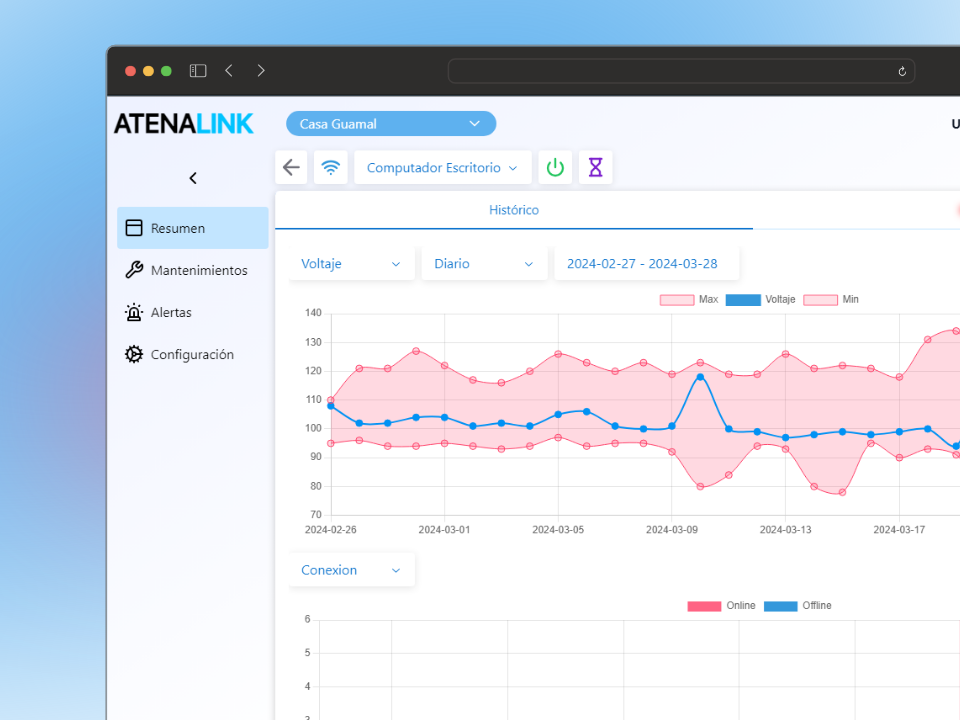 ATENALINK
Casa Guamal
U
Computador Escritorio
Resumen
Mantenimientos
Alertas
Configuración
Histórico
Voltaje
Diario
2024-02-27 - 2024-03-28
Max Voltaje Min
140
130
120
110
100
90
80
70
2024-02-26 2024-03-01 2024-03-05 2024-03-09 2024-03-13 2024-03-17
Conexion
Online Offline
6
5
4
3